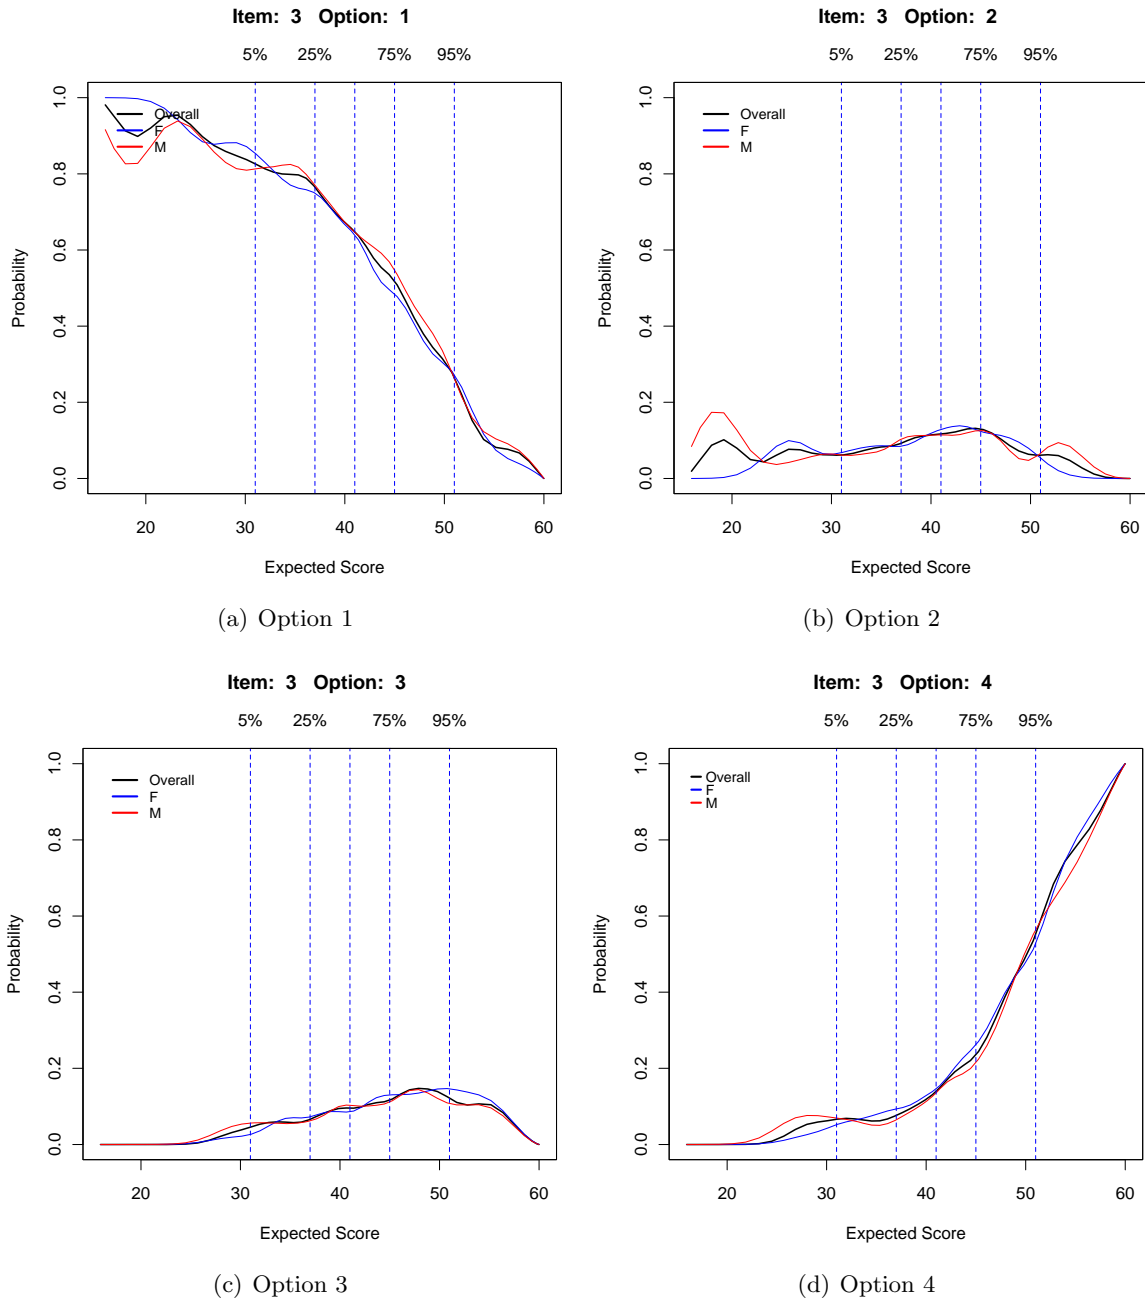 Item: 3 Option: 1
5% 25% 75% 95%
Probability
1.0
0.8
0.6
0.4
0.2
0.0
Overall
F
M
20 30 40 50 60
Expected Score
(a) Option 1
Item: 3 Option: 2
5% 25% 75% 95%
Probability
1.0
0.8
0.6
0.4
0.2
0.0
Overall
F
M
20 30 40 50 60
Expected Score
(b) Option 2
Item: 3 Option: 3
5% 25% 75% 95%
Probability
1.0
0.8
0.6
0.4
0.2
0.0
Overall
F
M
20 30 40 50 60
Expected Score
(c) Option 3
Item: 3 Option: 4
5% 25% 75% 95%
Probability
1.0
0.8
0.6
0.4
0.2
0.0
Overall
F
M
20 30 40 50 60
Expected Score
(d) Option 4